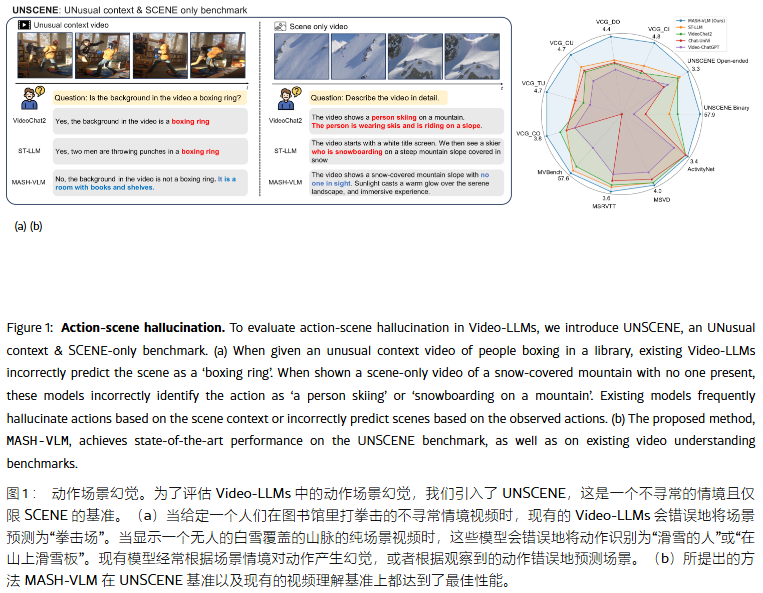 UNSCENE: UNusual context & SCENE only benchmark
Unusual context video
Question: Is the background in the video a boxing ring?
VideoChat2
Yes, the background in the video is a boxing ring
ST-LLM
Yes, two men are throwing punches in a boxing ring
MASH-VLM
No, the background in the video is not a boxing ring. It is a
room with books and shelves.
Scene only video
Question: Describe the video in detail.
VideoChat2
The video shows a person skiing on a mountain.
The person is wearing skis and is riding on a slope.
ST-LLM
The video starts with a white title screen. We then see a skier
who is snowboarding on a steep mountain slope covered in
snow
MASH-VLM
The video shows a snow-covered mountain slope with no
one in sight. Sunlight casts a warm glow over the serene
landscape, and immersive experience.
VCG_DO
4.4
VCG_CI
4.8
UNSCENE Open-ended
3.3
UNSCENE Binary
57.9
3.4
ActivityNet
4.0
MSVD
3.6
MSRVTT
MVBench
57.6
VCG_CO
3.8
VCG_TU
4.7
VCG_CU
4.7
MASH-VLM (Ours)
ST-LLM
VideoChat2
Chat-UniVi
Video-ChatGPT
(a) (b)
Figure 1: Action-scene hallucination. To evaluate action-scene hallucination in Video-LLMs, we introduce UNSCENE, an UNusual
context & SCENE-only benchmark. (a) When given an unusual context video of people boxing in a library, existing Video-LLMs
incorrectly predict the scene as a ‘boxing ring’. When shown a scene-only video of a snow-covered mountain with no one present,
these models incorrectly identify the action as ‘a person skiing’ or ‘snowboarding on a mountain’. Existing models frequently
hallucinate actions based on the scene context or incorrectly predict scenes based on the observed actions. (b) The proposed method,
MASH-VLM, achieves state-of-the-art performance on the UNSCENE benchmark, as well as on existing video understanding
benchmarks.
图1： 动作场景幻觉。为了评估 Video-LLMs 中的动作场景幻觉，我们引入了 UNSCENE，这是一个不寻常的情境且仅
限 SCENE 的基准。（a）当给定一个人们在图书馆里打拳击的不寻常情境视频时，现有的 Video-LLMs 会错误地将场景
预测为“拳击场”。当显示一个无人的白雪覆盖的山脉的纯场景视频时，这些模型会错误地将动作识别为“滑雪的人”或“在
山上滑雪板”。现有模型经常根据场景情境对动作产生幻觉，或者根据观察到的动作错误地预测场景。（b）所提出的方
法 MASH-VLM 在 UNSCENE 基准以及现有的视频理解基准上都达到了最佳性能。